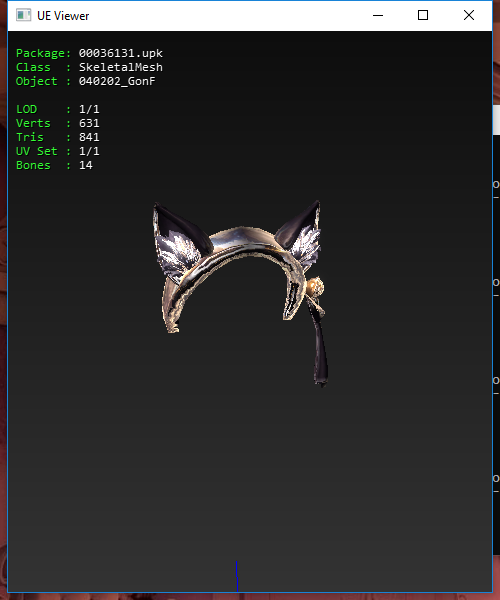 UE Viewer
Package: 00036131.upk
Class : SkeletalMesh
Object : 040202_GonF
LOD : 1/1
Verts : 631
Tris : 841
UV Set : 1/1
Bones : 14